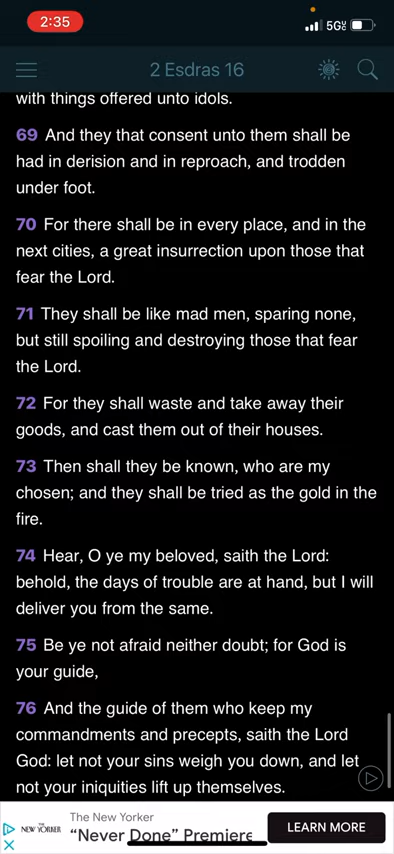 2:35
5G
2 Esdras 16
with things offered unto idols.
69 And they that consent unto them shall be
had in derision and in reproach, and trodden
under foot.
70 For there shall be in every place, and in the
next cities, a great insurrection upon those that
fear the Lord.
71 They shall be like mad men, sparing none,
but still spoiling and destroying those that fear
the Lord.
72 For they shall waste and take away their
goods, and cast them out of their houses.
73 Then shall they be known, who are my
chosen; and they shall be tried as the gold in the
fire.
74 Hear, O ye my beloved, saith the Lord:
behold, the days of trouble are at hand, but I will
deliver you from the same.
75 Be ye not afraid neither doubt; for God is
your guide,
76 And the guide of them who keep my
commandments and precepts, saith the Lord
God: let not your sins weigh you down, and let
not your iniquities lift up themselves.
THE NEW YORKER
The New Yorker
“Never Done” Premiere
LEARN MORE